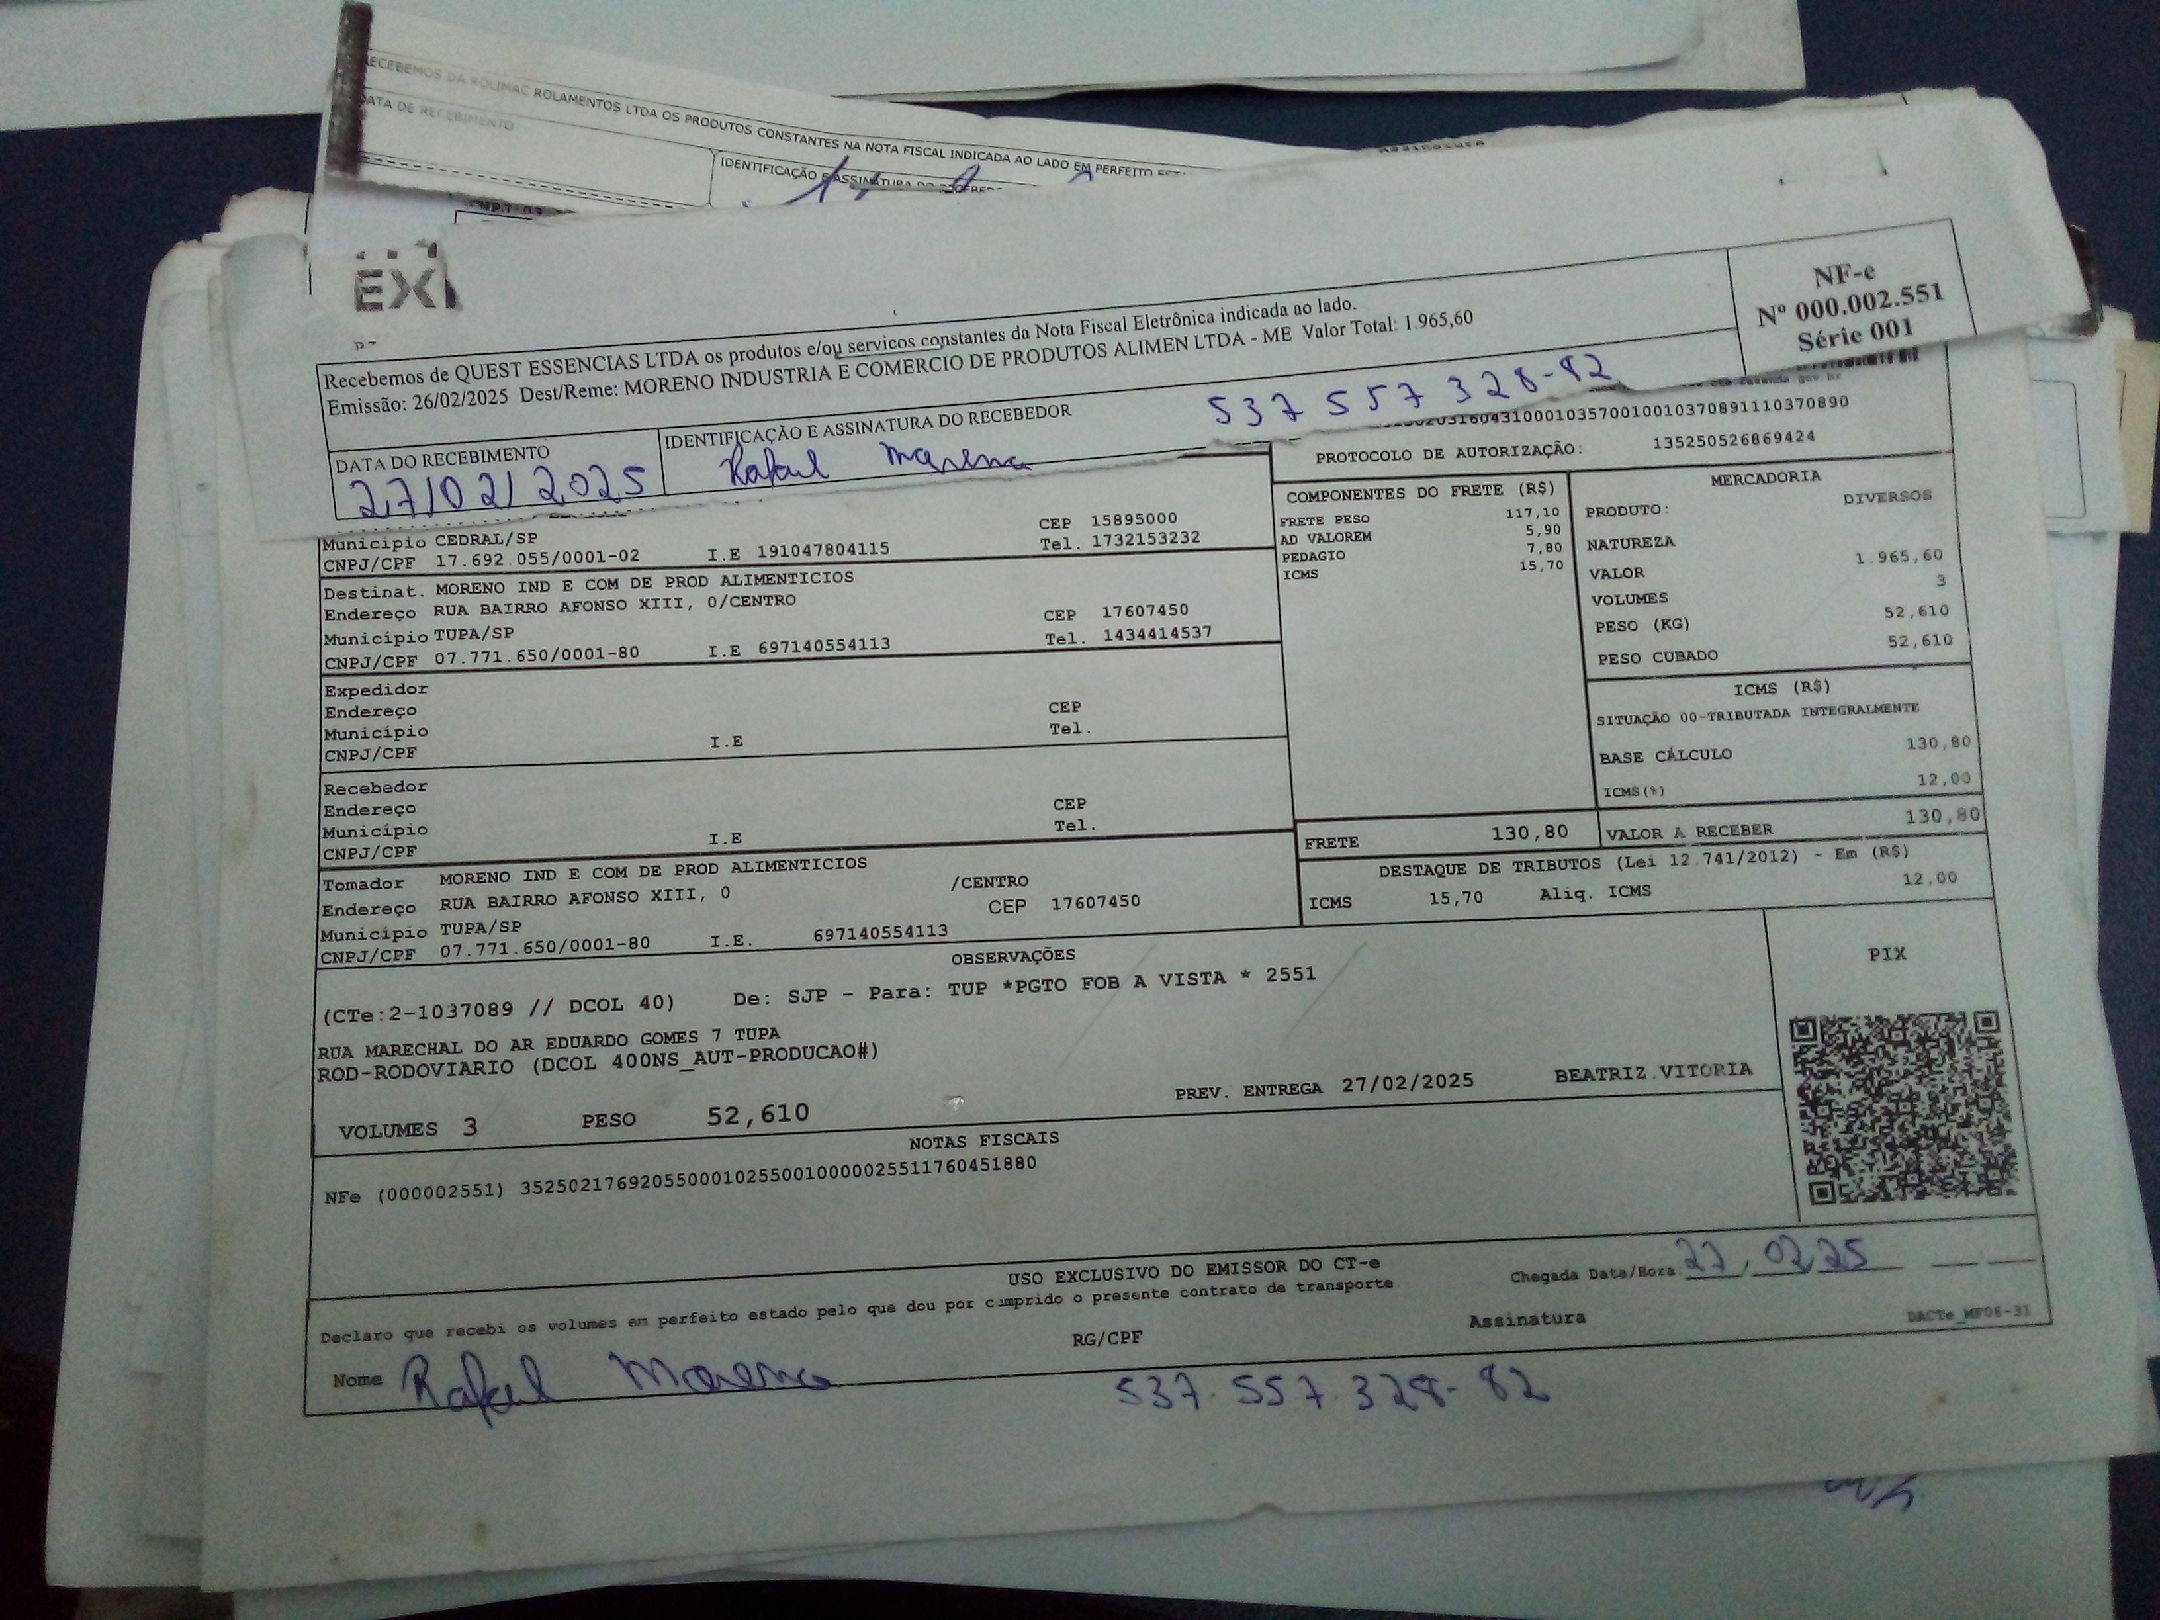 RECEBEMOS DA ROLIMAC ROLAMENTOS LTDA OS PRODUTOS CONSTANTES NA NOTA FISCAL INDICADA AO LADO EM PERFEITO
DATA DE RECEBIMENTO
IDENTIFICAÇÃO E ASSINATURA DO
EX
Recebemos de QUEST ESSENCIAS LTDA os produtos e/ou serviços constantes da Nota Fiscal Eletrônica indicada ao lado.
Emissão: 26/02/2025 Dest/Reme: MORENO INDUSTRIA E COMERCIO DE PRODUTOS ALIMEN LTDA - ME Valor Total: 1.965,60
NF-e
Nº 000.002.551
Série 001
DATA DO RECEBIMENTO
27/02/2025
IDENTIFICAÇÃO E ASSINATURA DO RECEBEDOR
Rafael Moreno
537 557 328-82
PROTOCOLO DE AUTORIZAÇÃO: 135250526869424
Município CEDRAL/SP CEP 15895000
CNPJ/CPF 17.692.055/0001-02 I.E 191047804115 Tel. 1732153232
Destinat. MORENO IND E COM DE PROD ALIMENTICIOS
Endereço RUA BAIRRO AFONSO XIII, 0/CENTRO
Município TUPA/SP CEP 17607450
CNPJ/CPF 07.771.650/0001-80 I.E 697140554113 Tel. 1434414537
Expedidor
Endereço
Município CEP
CNPJ/CPF I.E Tel.
Recebedor
Endereço
Município CEP
CNPJ/CPF I.E Tel.
Tomador MORENO IND E COM DE PROD ALIMENTICIOS
Endereço RUA BAIRRO AFONSO XIII, 0 /CENTRO
Município TUPA/SP CEP 17607450
CNPJ/CPF 07.771.650/0001-80 I.E. 697140554113
COMPONENTES DO FRETE (R$)
FRETE PESO 117,10
AD VALOREM 5,90
PEDAGIO 7,80
ICMS 15,70
MERCADORIA
PRODUTO: DIVERSOS
NATUREZA
VALOR 1.965,60
VOLUMES 3
PESO (KG) 52,610
PESO CUBADO 52,610
ICMS (R$)
SITUAÇÃO 00-TRIBUTADA INTEGRALMENTE
BASE CÁLCULO 130,80
ICMS(%) 12,00
FRETE 130,80 VALOR A RECEBER 130,80
DESTAQUE DE TRIBUTOS (Lei 12.741/2012) - Em (R$)
ICMS 15,70 Aliq. ICMS 12,00
OBSERVAÇÕES
(CTe:2-1037089 // DCOL 40) De: SJP - Para: TUP *PGTO FOB A VISTA * 2551
RUA MARECHAL DO AR EDUARDO GOMES 7 TUPA
ROD-RODOVIARIO (DCOL 400NS_AUT-PRODUCAO#)
PREV. ENTREGA 27/02/2025 BEATRIZ.VITORIA
VOLUMES 3 PESO 52,610
PIX
NOTAS FISCAIS
NFe (000002551) 35250217692055000102550010000025511760451880
USO EXCLUSIVO DO EMISSOR DO CT-e
Declaro que recebi os volumes em perfeito estado pelo que dou por cumprido o presente contrato de transporte
Chegada Data/Hora 27/02/25
Nome Rafael Moreno
RG/CPF
537.557.328-82
Assinatura
DACTe_MF06-31